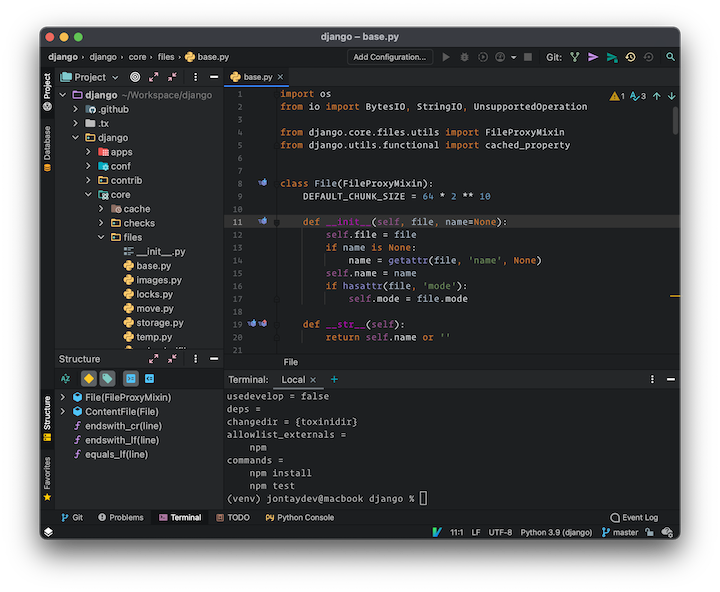 django – base.py
django django core files base.py Add Configuration... Git:
Project
base.py
django ~/Workspace/django
.github
.tx
django
apps
conf
contrib
core
cache
checks
files
__init__.py
base.py
images.py
locks.py
move.py
storage.py
temp.py
Project
Database
Structure
Favorites
1 import os
2 from io import BytesIO, StringIO, UnsupportedOperation
3
4 from django.core.files.utils import FileProxyMixin
5 from django.utils.functional import cached_property
6
7
8 class File(FileProxyMixin):
9 DEFAULT_CHUNK_SIZE = 64 * 2 ** 10
10
11 def __init__(self, file, name=None):
12 self.file = file
13 if name is None:
14 name = getattr(file, 'name', None)
15 self.name = name
16 if hasattr(file, 'mode'):
17 self.mode = file.mode
18
19 def __str__(self):
20 return self.name or ''
21
1 3
File
Structure
File(FileProxyMixin)
ContentFile(File)
endswith_cr(line)
endswith_lf(line)
equals_lf(line)
Terminal: Local
usedevelop = false
deps =
changedir = {toxinidir}
allowlist_externals =
npm
commands =
npm install
npm test
(venv) jontaydev@macbook django %
Git Problems Terminal TODO Python Console Event Log
11:1 LF UTF-8 Python 3.9 (django) master